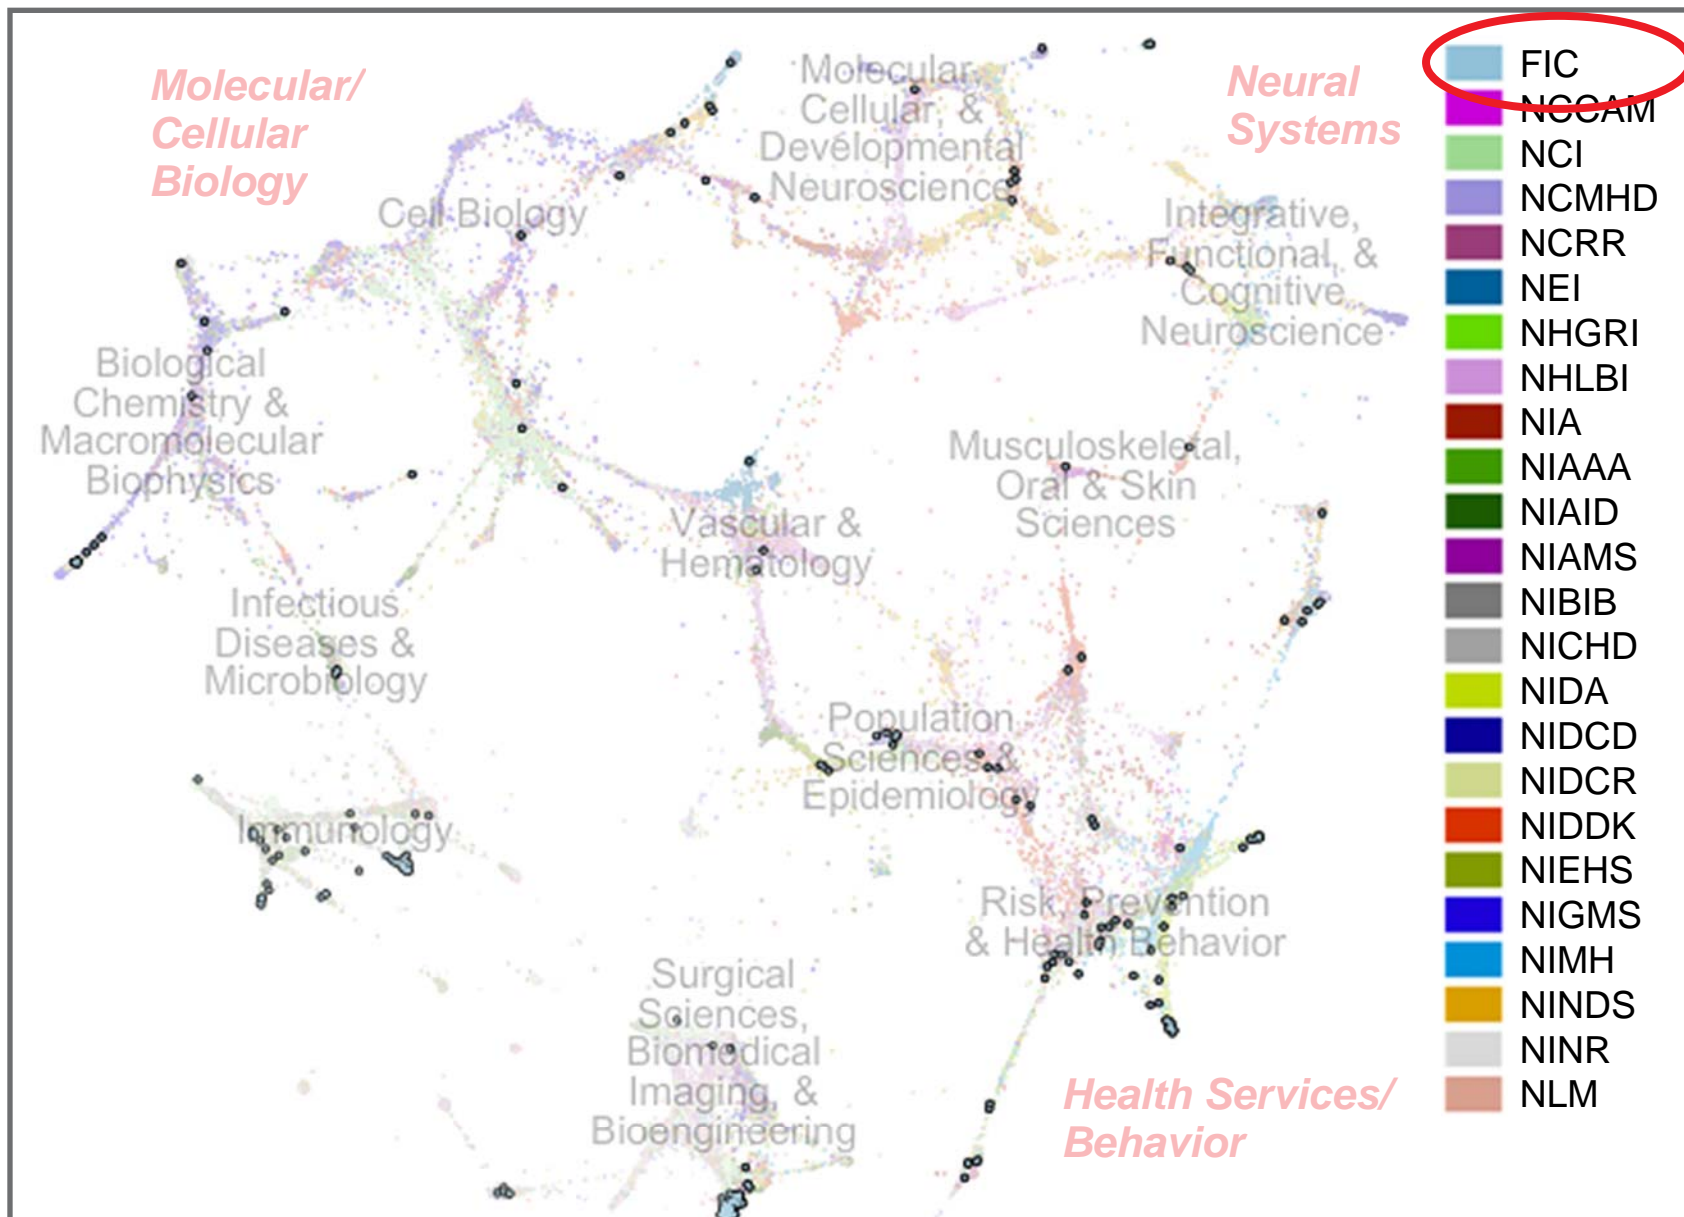 Molecular/
Cellular
Biology
Molecular,
Cellular, &
Developmental
Neuroscience
Neural
Systems
Cell Biology
Integrative,
Functional, &
Cognitive
Neuroscience
Biological
Chemistry &
Macromolecular
Biophysics
Musculoskeletal,
Oral & Skin
Sciences
Vascular &
Hematology
Infectious
Diseases &
Microbiology
Population
Sciences &
Epidemiology
Immunology
Risk, Prevention
& Health Behavior
Surgical
Sciences,
Biomedical
Imaging, &
Bioengineering
Health Services/
Behavior
FIC
NCCAM
NCI
NCMHD
NCRR
NEI
NHGRI
NHLBI
NIA
NIAAA
NIAID
NIAMS
NIBIB
NICHD
NIDA
NIDCD
NIDCR
NIDDK
NIEHS
NIGMS
NIMH
NINDS
NINR
NLM